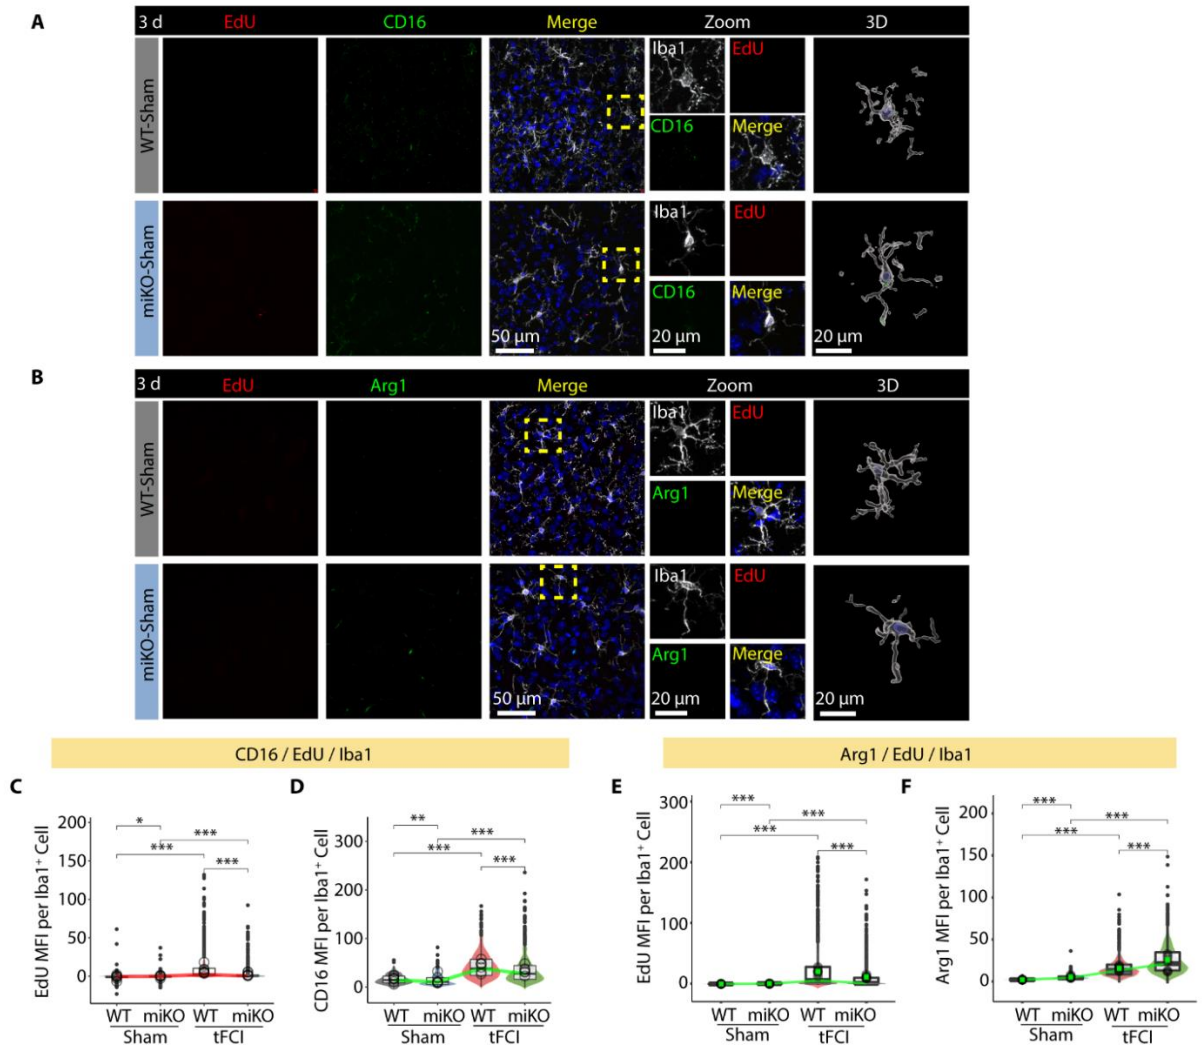 A
3 d EdU CD16 Merge Zoom 3D
WT-Sham
Iba1 EdU
CD16 Merge
miKO-Sham
Iba1 EdU
CD16 Merge
50 µm 20 µm 20 µm
B
3 d EdU Arg1 Merge Zoom 3D
WT-Sham
Iba1 EdU
Arg1 Merge
miKO-Sham
Iba1 EdU
Arg1 Merge
50 µm 20 µm 20 µm
CD16 / EdU / Iba1
Arg1 / EdU / Iba1
C
EdU MFI per Iba1⁺ Cell
200
150
100
50
0
*
***
***
***
WT miKO WT miKO
Sham tFCI
D
CD16 MFI per Iba1⁺ Cell
300
200
100
0
**
***
***
***
WT miKO WT miKO
Sham tFCI
E
EdU MFI per Iba1⁺ Cell
300
200
100
0
***
***
***
***
WT miKO WT miKO
Sham tFCI
F
Arg1 MFI per Iba1⁺ Cell
200
150
100
50
0
***
***
***
***
WT miKO WT miKO
Sham tFCI